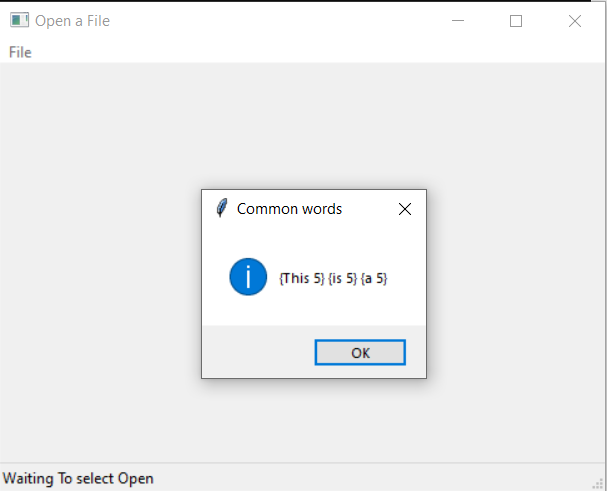 Open a File
File
Common words
{This 5} {is 5} {a 5}
OK
Waiting To select Open